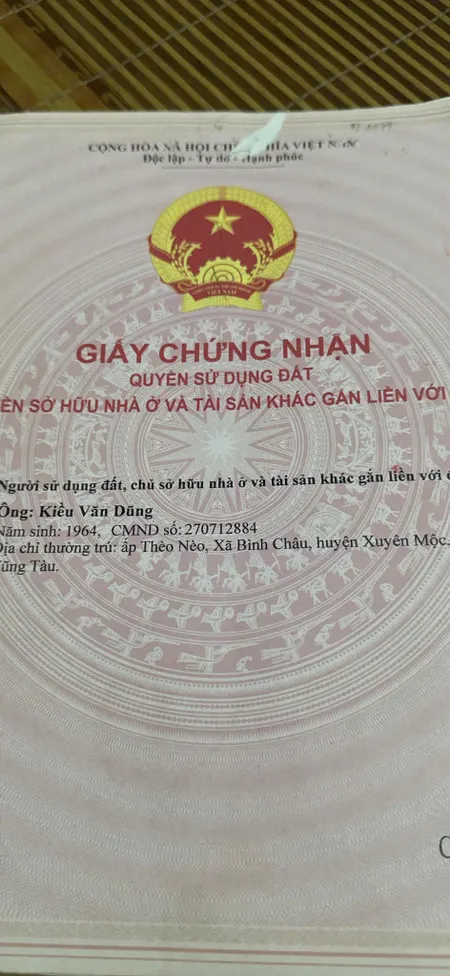 CỘNG HÒA XÃ HỘI CHỦ NGHĨA VIỆT NAM
Độc lập - Tự do - Hạnh phúc
VIỆT NAM
GIẤY CHỨNG NHẬN
QUYỀN SỬ DỤNG ĐẤT
ỀN SỞ HỮU NHÀ Ở VÀ TÀI SẢN KHÁC GẮN LIỀN VỚI
Người sử dụng đất, chủ sở hữu nhà ở và tài sản khác gắn liền với
Ông: Kiều Văn Dũng
Năm sinh: 1964, CMND số: 270712884
Địa chỉ thường trú: ấp Thèo Nèo, Xã Bình Châu, huyện Xuyên Mộc,
Vũng Tàu.